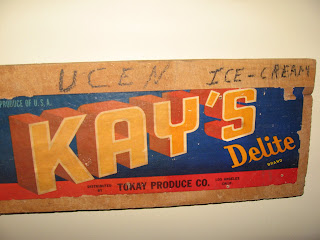 UCEN ICE-CREAM
PRODUCE OF U.S.A.
KAY'S
Delite
BRAND
DISTRIBUTED BY TOKAY PRODUCE CO. LOS ANGELES